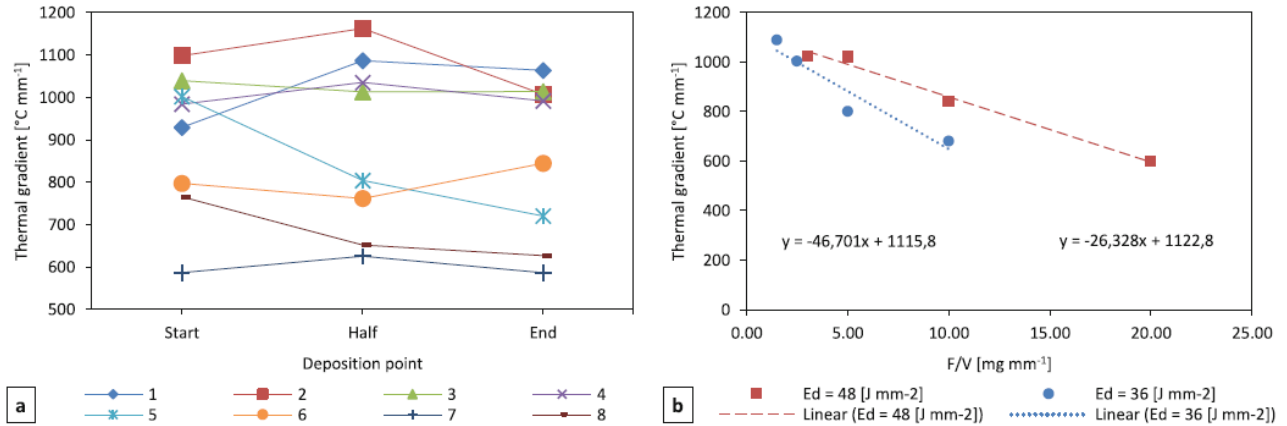 1200
1100
1000
900
800
700
600
500
Thermal gradient [°C mm-1]
Start Half End
Deposition point
a
1 2 3 4
5 6 7 8
1200
1000
800
600
400
200
0
Thermal gradient [°C mm-1]
y = -46,701x + 1115,8 y = -26,328x + 1122,8
0.00 5.00 10.00 15.00 20.00 25.00
F/V [mg mm-1]
b
Ed = 48 [J mm-2] Ed = 36 [J mm-2]
Linear (Ed = 48 [J mm-2]) Linear (Ed = 36 [J mm-2])